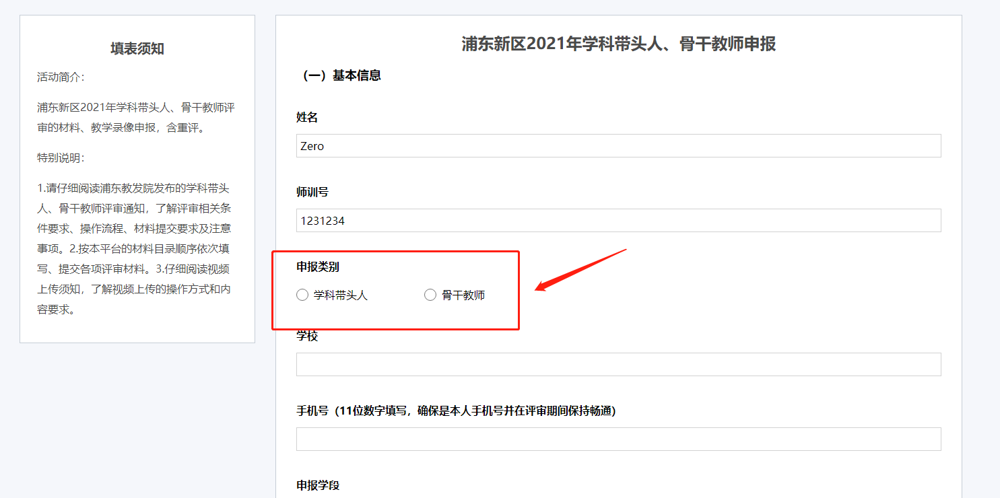 填表须知
活动简介：
浦东新区2021年学科带头人、骨干教师评
审的材料、教学录像申报，含重评。
特别说明：
1.请仔细阅读浦东教发院发布的学科带头
人、骨干教师评审通知，了解评审相关条
件要求、操作流程、材料提交要求及注意
事项。2.按本平台的材料目录顺序依次填
写、提交各项评审材料。3.仔细阅读视频
上传须知，了解视频上传的操作方式和内
容要求。
浦东新区2021年学科带头人、骨干教师申报
（一）基本信息
姓名
Zero
师训号
1231234
申报类别
学科带头人 骨干教师
学校
手机号（11位数字填写，确保是本人手机号并在评审期间保持畅通）
申报学段